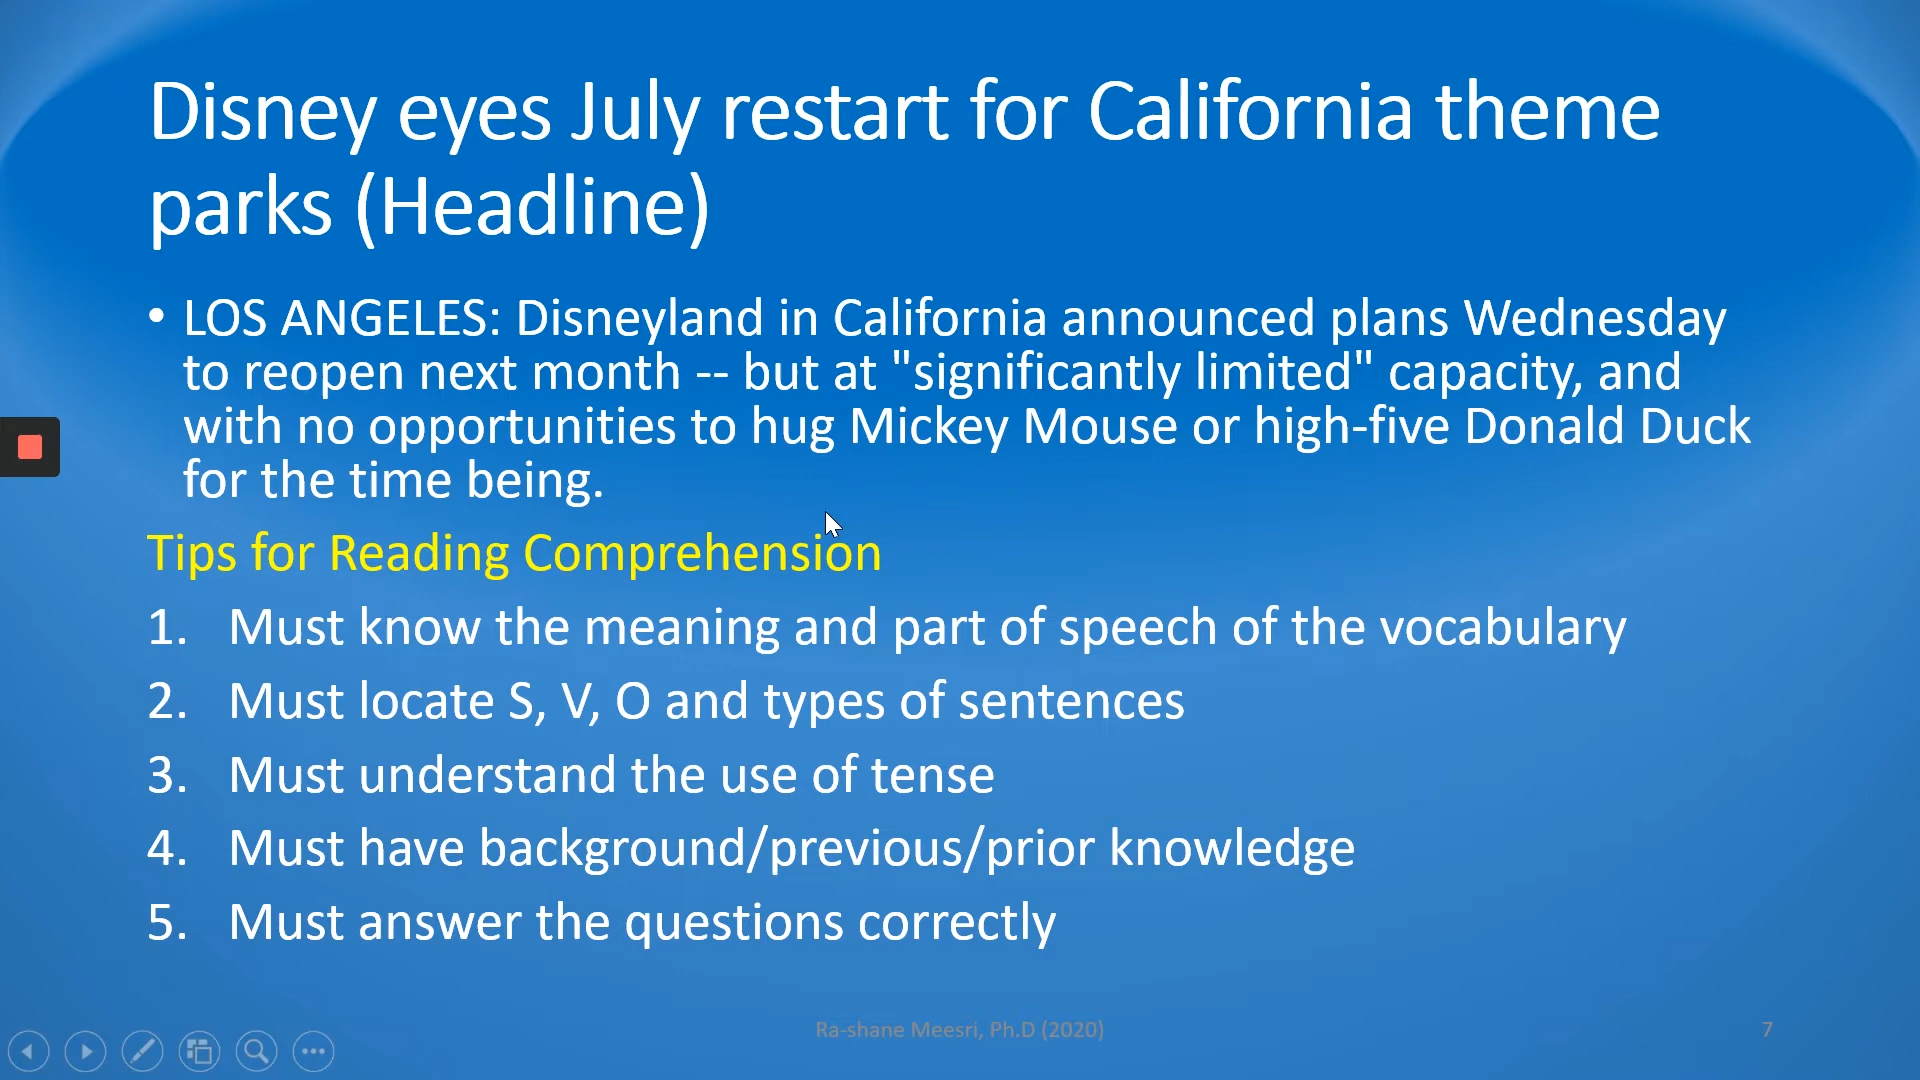 Disney eyes July restart for California theme
parks (Headline)
• LOS ANGELES: Disneyland in California announced plans Wednesday
to reopen next month -- but at "significantly limited" capacity, and
with no opportunities to hug Mickey Mouse or high-five Donald Duck
for the time being.
Tips for Reading Comprehension
1. Must know the meaning and part of speech of the vocabulary
2. Must locate S, V, O and types of sentences
3. Must understand the use of tense
4. Must have background/previous/prior knowledge
5. Must answer the questions correctly
Ra-shane Meesri, Ph.D (2020)
7